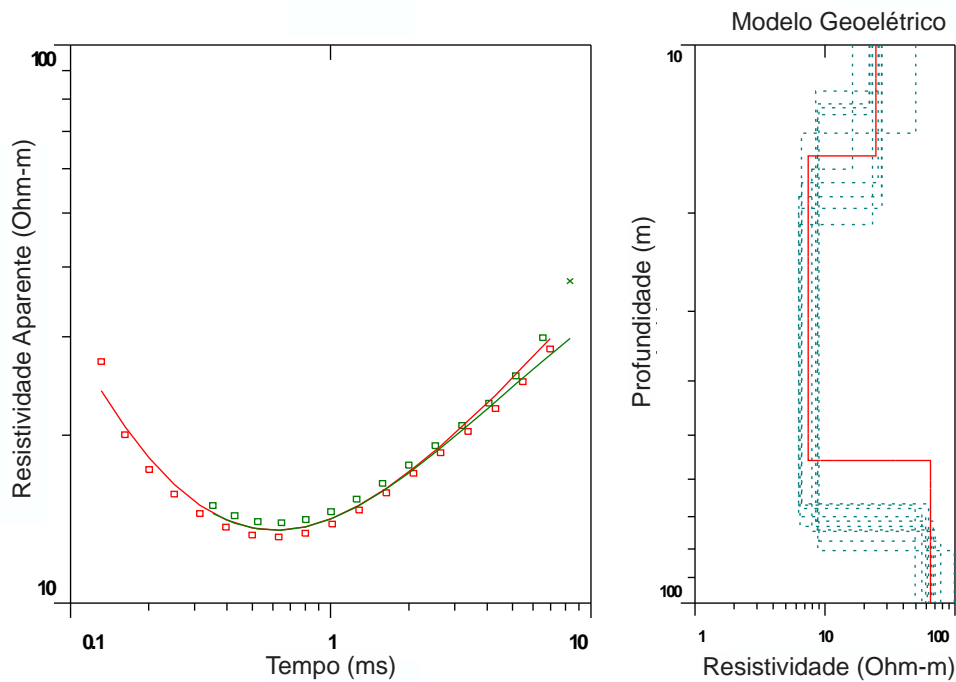 Modelo Geoelétrico
100
10
Resistividade Aparente (Ohm-m)
Profundidade (m)
10
100
0.1
1
10
Tempo (ms)
1
10
100
Resistividade (Ohm-m)